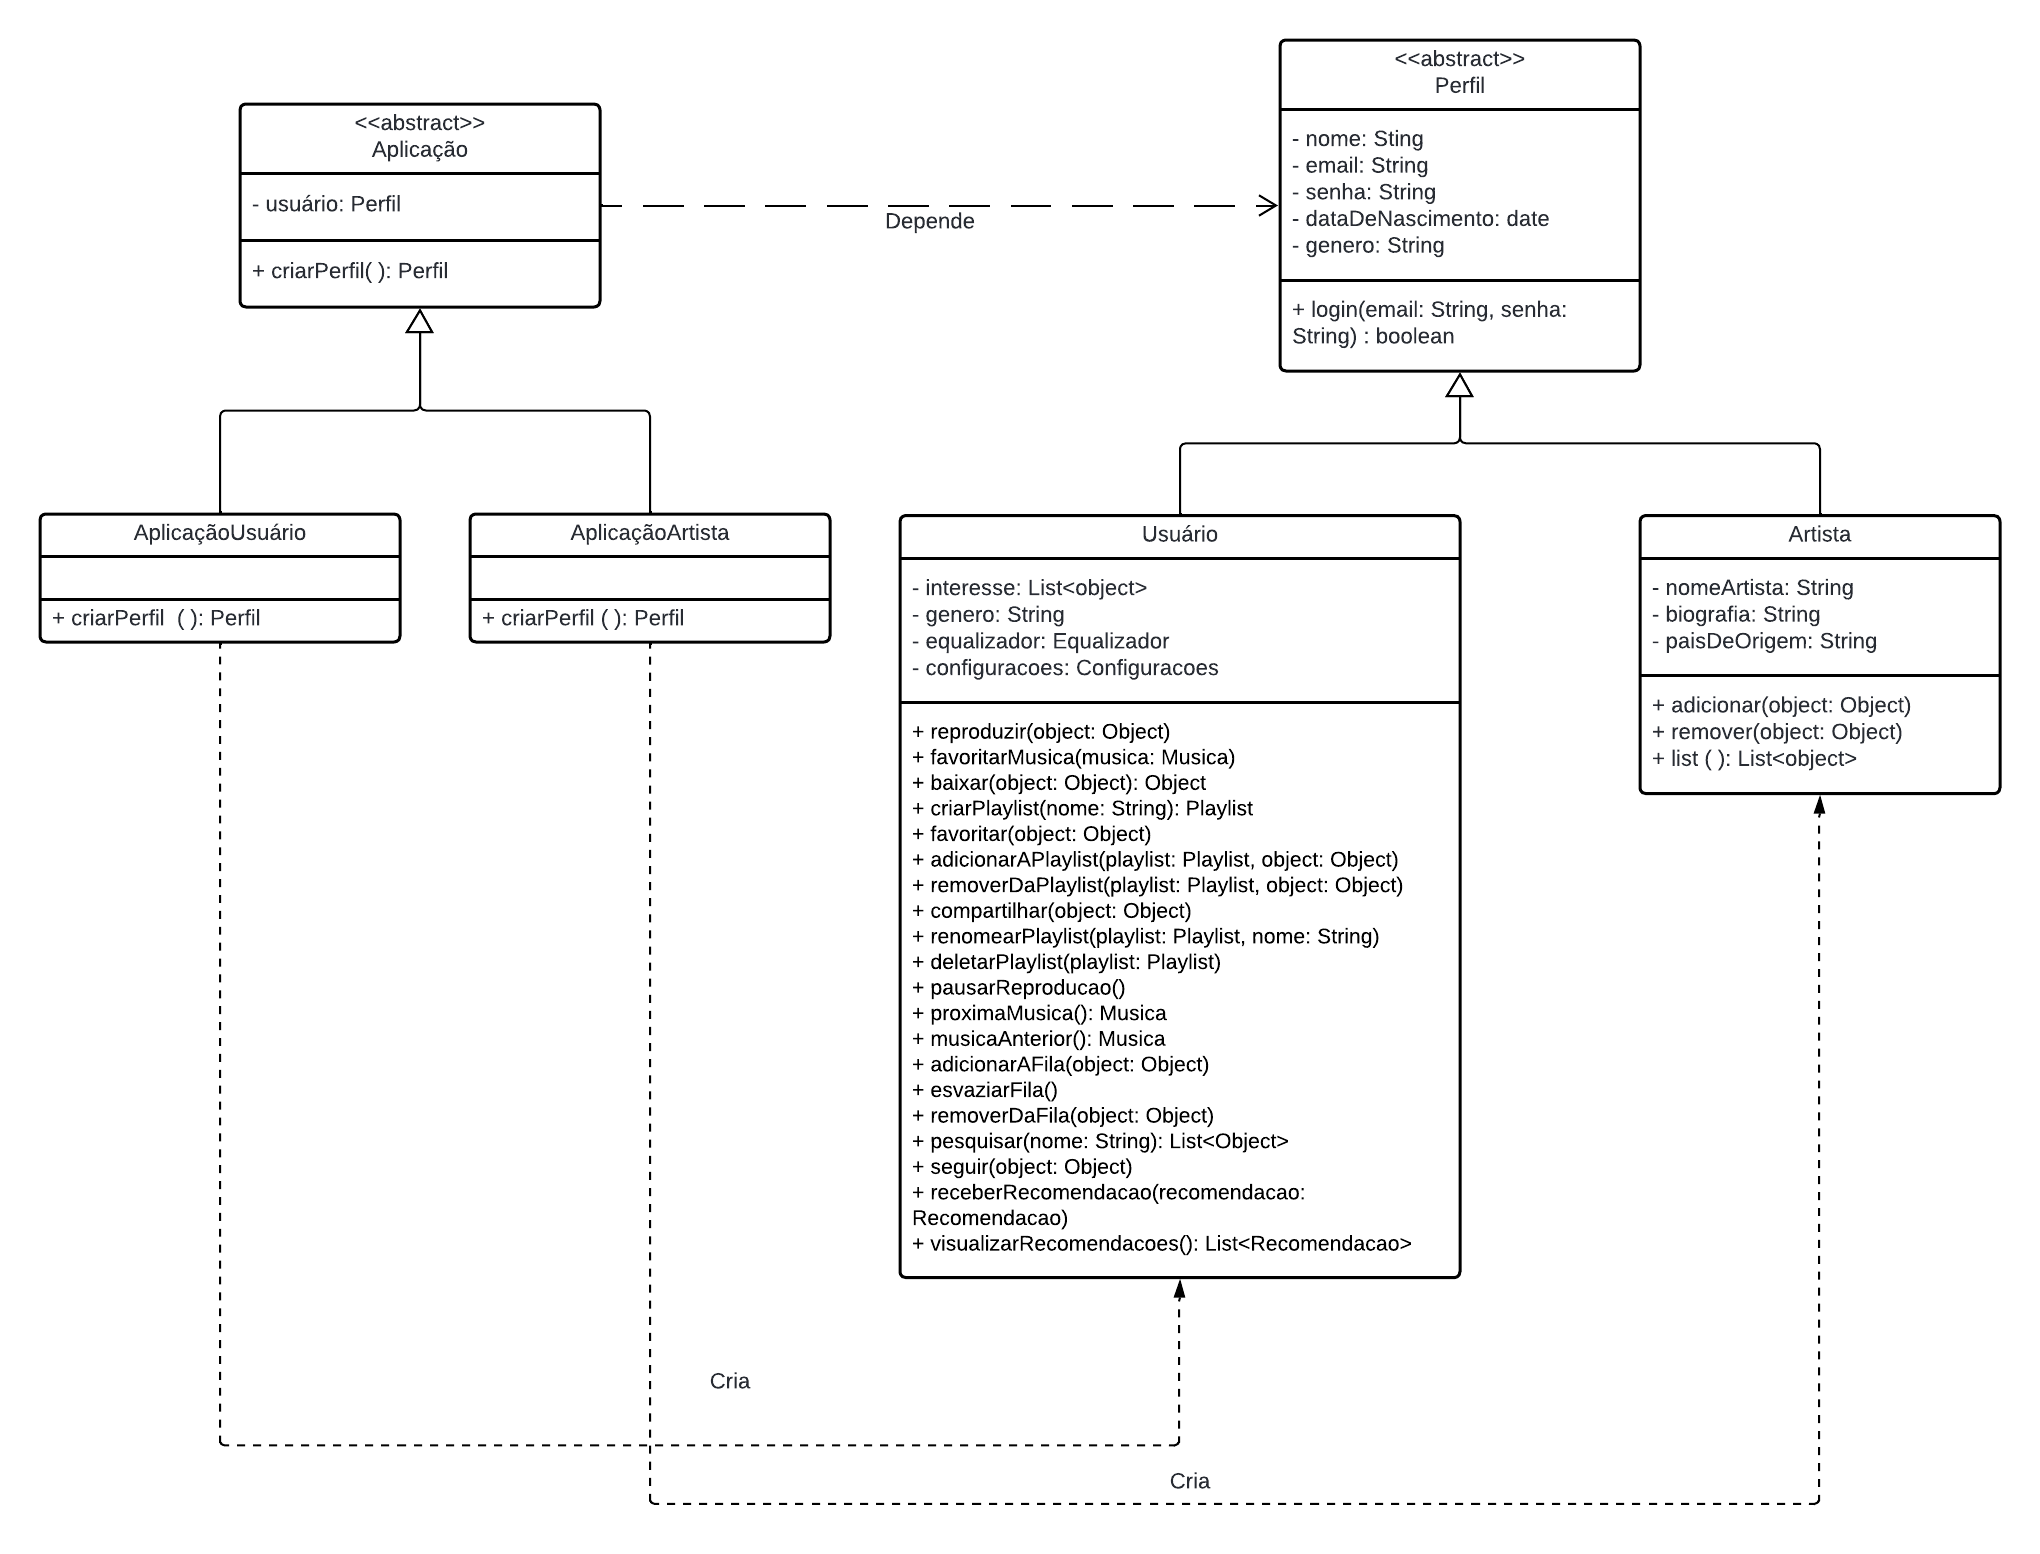 <<abstract>>
Aplicação
- usuário: Perfil
+ criarPerfil( ): Perfil
Depende
<<abstract>>
Perfil
- nome: Sting
- email: String
- senha: String
- dataDeNascimento: date
- genero: String
+ login(email: String, senha:
String) : boolean
AplicaçãoUsuário
+ criarPerfil  ( ): Perfil
AplicaçãoArtista
+ criarPerfil ( ): Perfil
Usuário
- interesse: List<object>
- genero: String
- equalizador: Equalizador
- configuracoes: Configuracoes
+ reproduzir(object: Object)
+ favoritarMusica(musica: Musica)
+ baixar(object: Object): Object
+ criarPlaylist(nome: String): Playlist
+ favoritar(object: Object)
+ adicionarAPlaylist(playlist: Playlist, object: Object)
+ removerDaPlaylist(playlist: Playlist, object: Object)
+ compartilhar(object: Object)
+ renomearPlaylist(playlist: Playlist, nome: String)
+ deletarPlaylist(playlist: Playlist)
+ pausarReproducao()
+ proximaMusica(): Musica
+ musicaAnterior(): Musica
+ adicionarAFila(object: Object)
+ esvaziarFila()
+ removerDaFila(object: Object)
+ pesquisar(nome: String): List<Object>
+ seguir(object: Object)
+ receberRecomendacao(recomendacao:
Recomendacao)
+ visualizarRecomendacoes(): List<Recomendacao>
Artista
- nomeArtista: String
- biografia: String
- paisDeOrigem: String
+ adicionar(object: Object)
+ remover(object: Object)
+ list ( ): List<object>
Cria
Cria